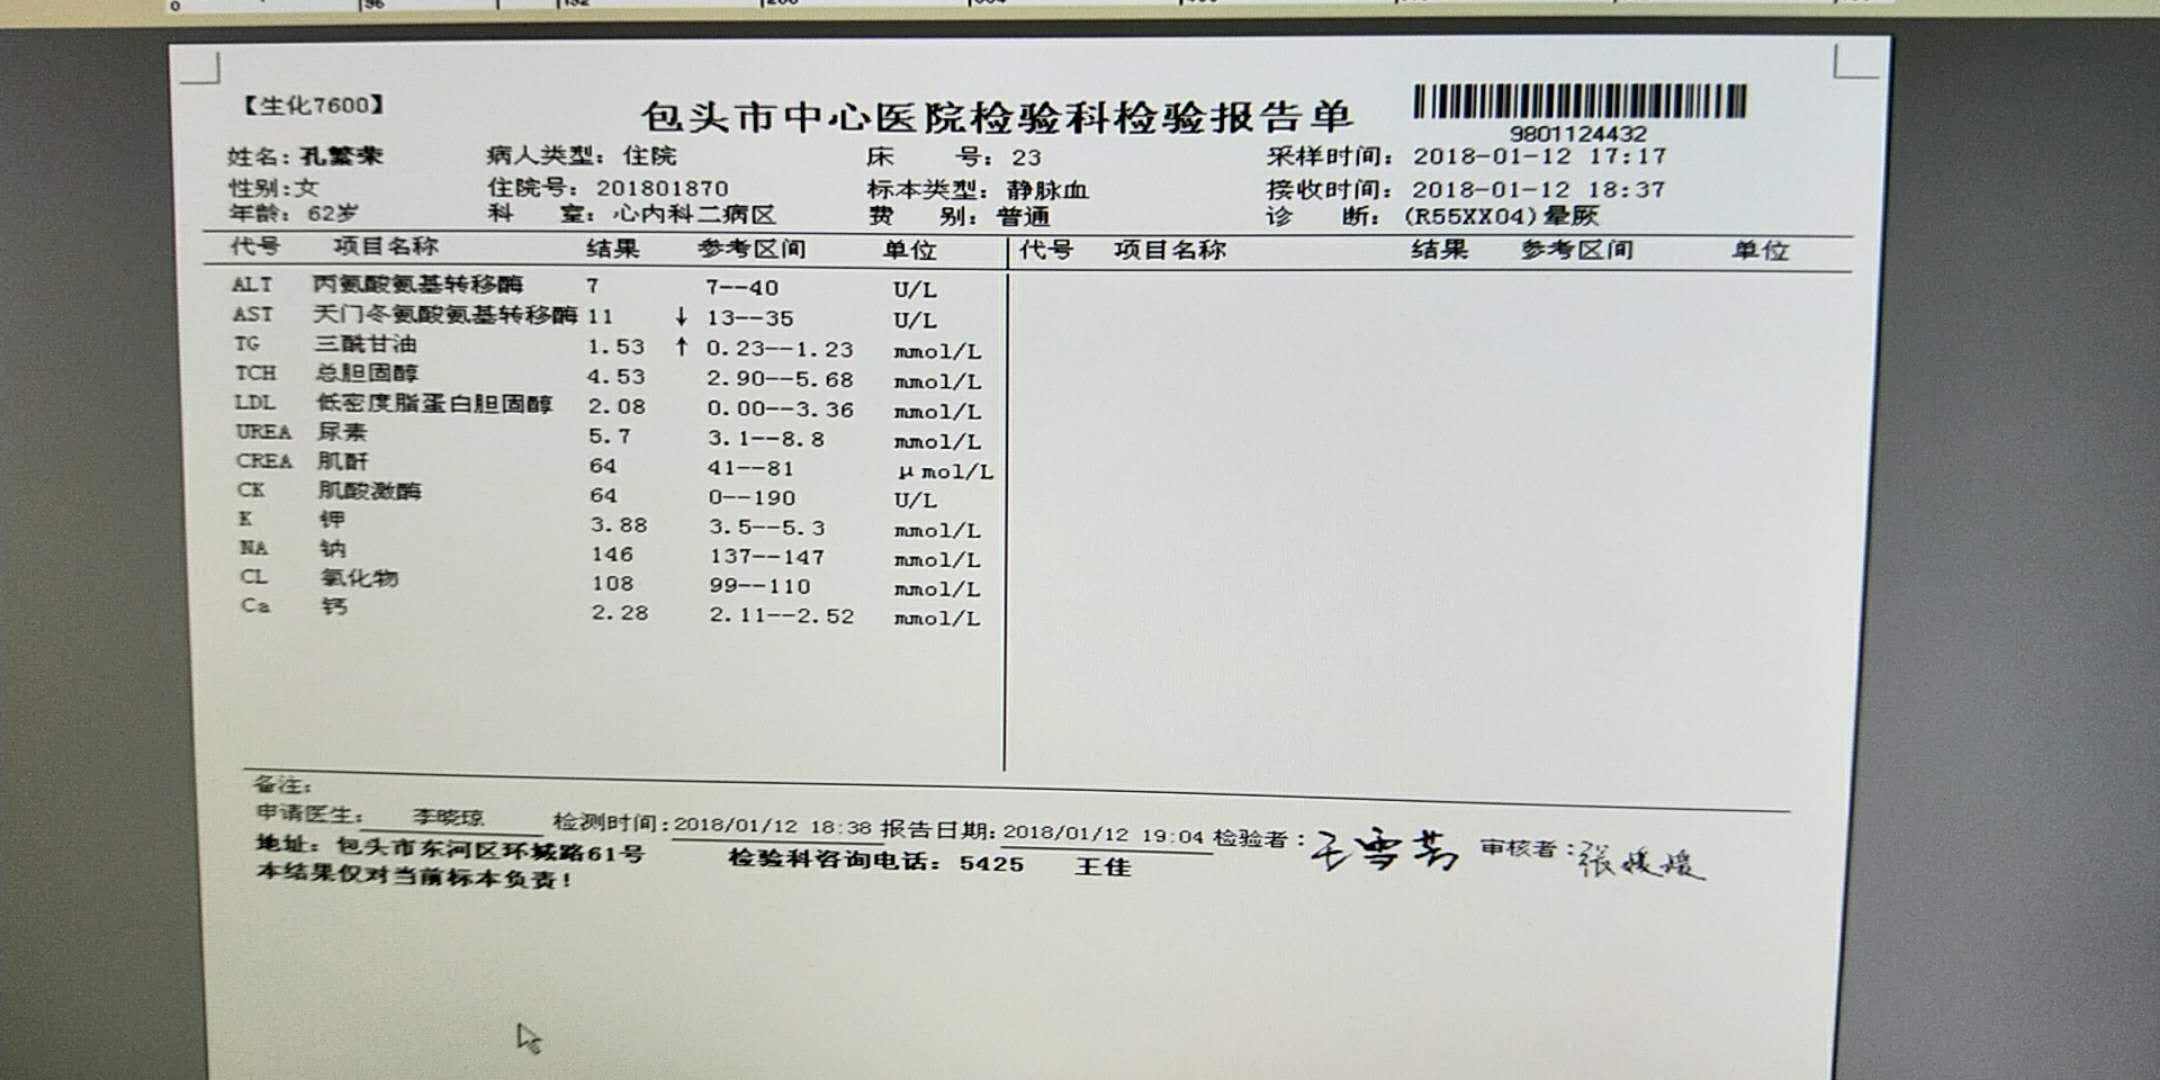 【生化7600】
包头市中心医院检验科检验报告单
9801124432
姓名：孔繁荣 病人类型：住院 床 号：23 采样时间：2018-01-12 17:17
性别：女 住院号：201801870 标本类型：静脉血 接收时间：2018-01-12 18:37
年龄：62岁 科 室：心内科二病区 费 别：普通 诊 断：(R55XX04)晕厥
代号 项目名称 结果 参考区间 单位 代号 项目名称 结果 参考区间 单位
ALT 丙氨酸氨基转移酶 7 7--40 U/L
AST 天门冬氨酸氨基转移酶 11 ↓ 13--35 U/L
TG 三酰甘油 1.53 ↑ 0.23--1.23 mmol/L
TCH 总胆固醇 4.53 2.90--5.68 mmol/L
LDL 低密度脂蛋白胆固醇 2.08 0.00--3.36 mmol/L
UREA 尿素 5.7 3.1--8.8 mmol/L
CREA 肌酐 64 41--81 μmol/L
CK 肌酸激酶 64 0--190 U/L
K 钾 3.88 3.5--5.3 mmol/L
NA 钠 146 137--147 mmol/L
CL 氯化物 108 99--110 mmol/L
Ca 钙 2.28 2.11--2.52 mmol/L
备注：
申请医生： 李晓琼 检测时间：2018/01/12 18:38 报告日期：2018/01/12 19:04 检验者：王雪芳 审核者：张媛媛
地址：包头市东河区环城路61号 检验科咨询电话：5425 王佳
本结果仅对当前标本负责！